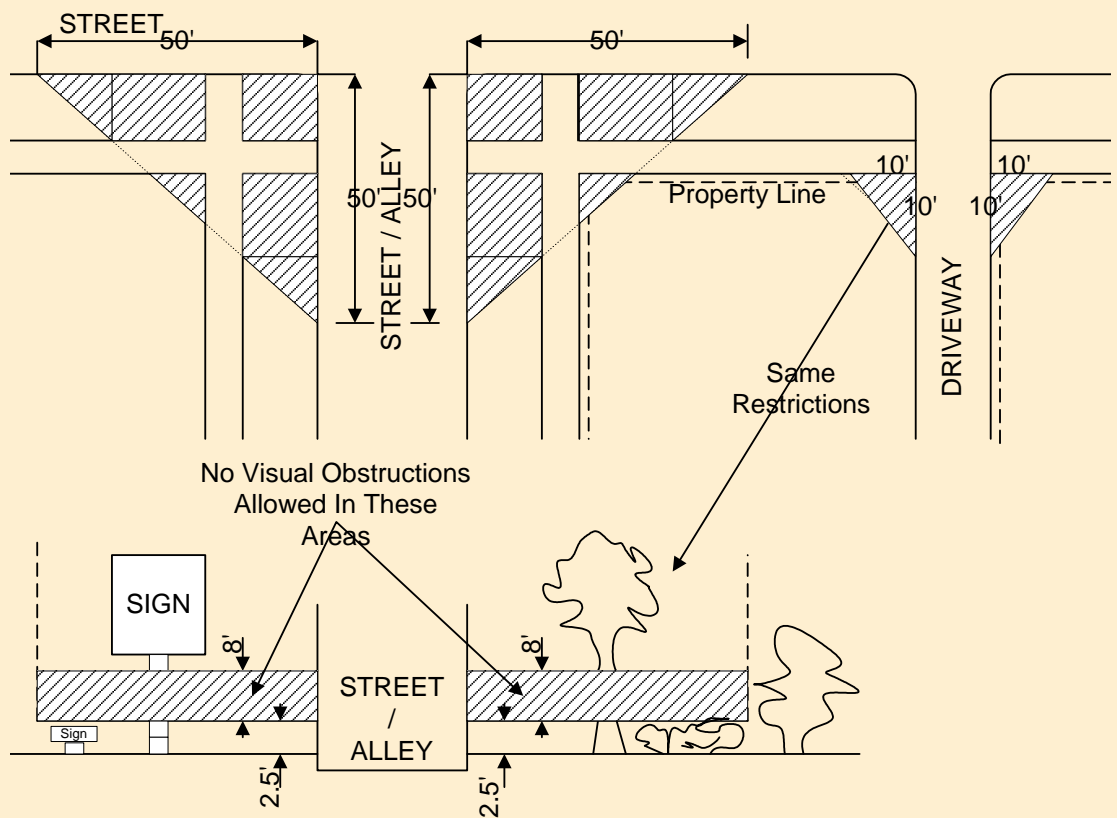 STREET
50'
50'
50'
50'
STREET / ALLEY
10'
10'
10'
10'
Property Line
DRIVEWAY
Same
Restrictions
No Visual Obstructions
Allowed In These
Areas
SIGN
8'
8'
STREET
/
ALLEY
Sign
2.5'
2.5'